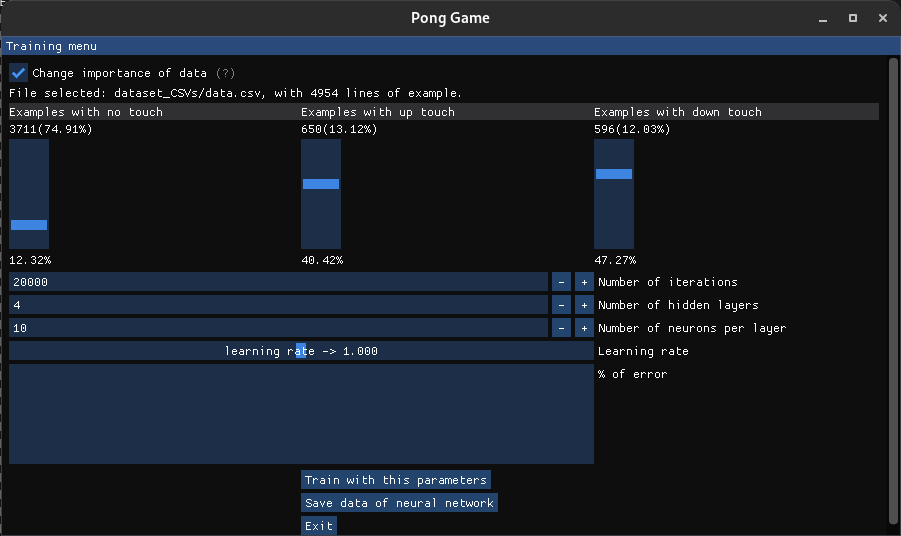 Pong Game
Training menu
Change importance of data (?)
File selected: dataset_CSVs/data.csv, with 4954 lines of example.
Examples with no touch Examples with up touch Examples with down touch
3711(74.91%) 650(13.12%) 596(12.03%)
12.32% 40.42% 47.27%
20000 - + Number of iterations
4 - + Number of hidden layers
10 - + Number of neurons per layer
learning rate -> 1.000 Learning rate
% of error
Train with this parameters
Save data of neural network
Exit